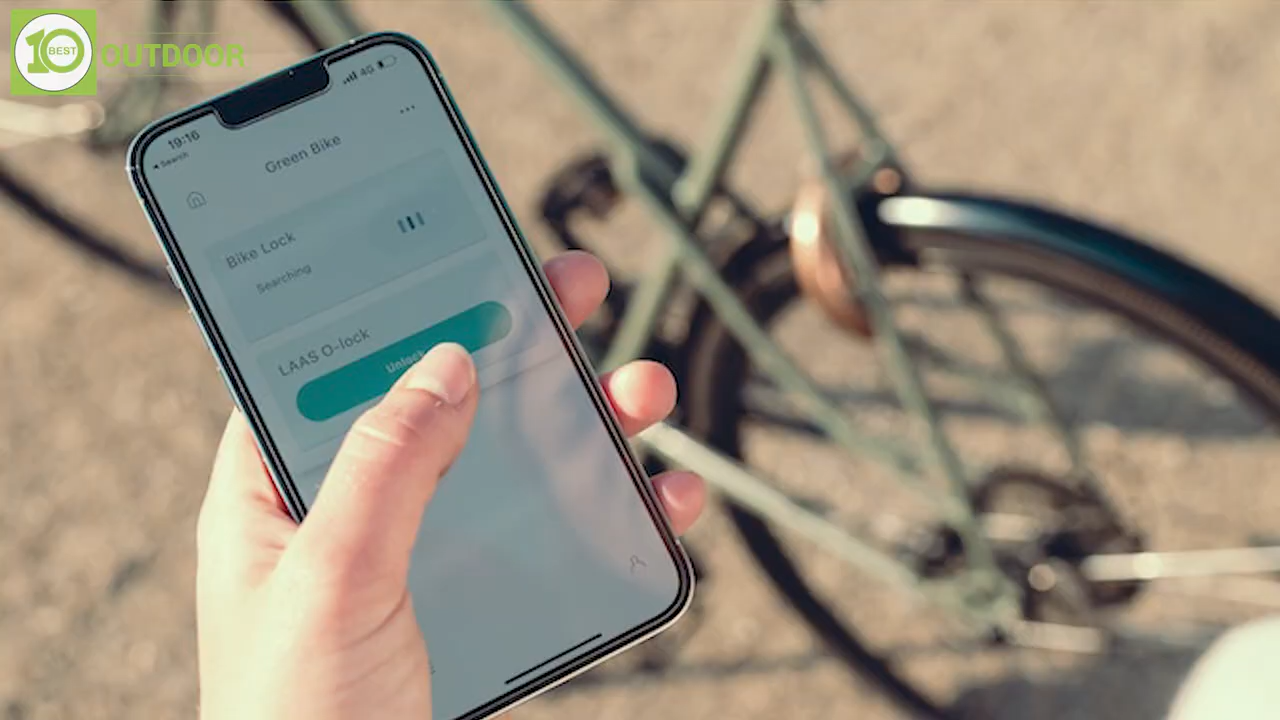 10
BEST
OUTDOOR
19:16
4G
Search
Green Bike
Bike Lock
Searching
LAAS O-lock
Unlock